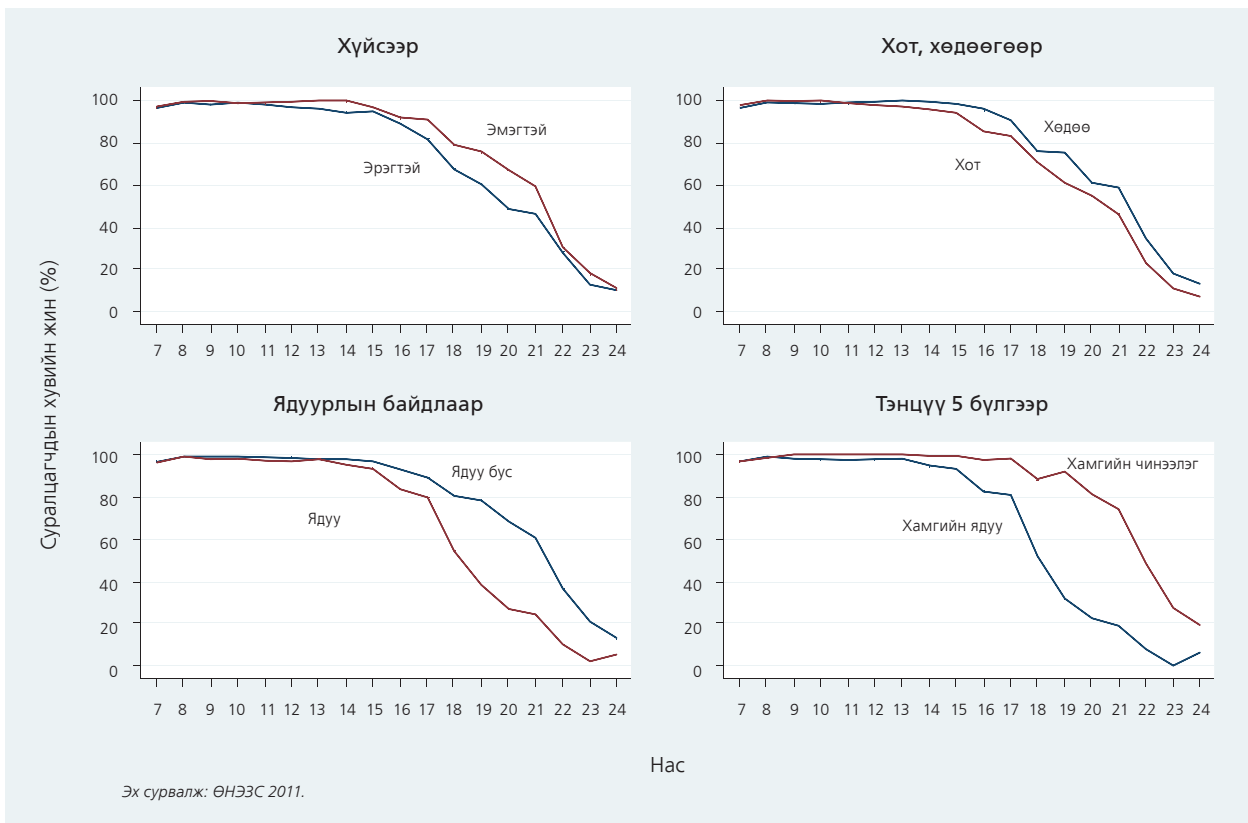 Хүйсээр
100
80
60
40
20
0
Эмэгтэй
Эрэгтэй
7 8 9 10 11 12 13 14 15 16 17 18 19 20 21 22 23 24
Хот, хөдөөгөөр
100
80
60
40
20
0
Хөдөө
Хот
7 8 9 10 11 12 13 14 15 16 17 18 19 20 21 22 23 24
Суралцагчдын хувийн жин (%)
Ядуурлын байдлаар
100
80
60
40
20
0
Ядуу бус
Ядуу
7 8 9 10 11 12 13 14 15 16 17 18 19 20 21 22 23 24
Тэнцүү 5 бүлгээр
100
80
60
40
20
0
Хамгийн чинээлэг
Хамгийн ядуу
7 8 9 10 11 12 13 14 15 16 17 18 19 20 21 22 23 24
Нас
Эх сурвалж: ӨНЭЗС 2011.